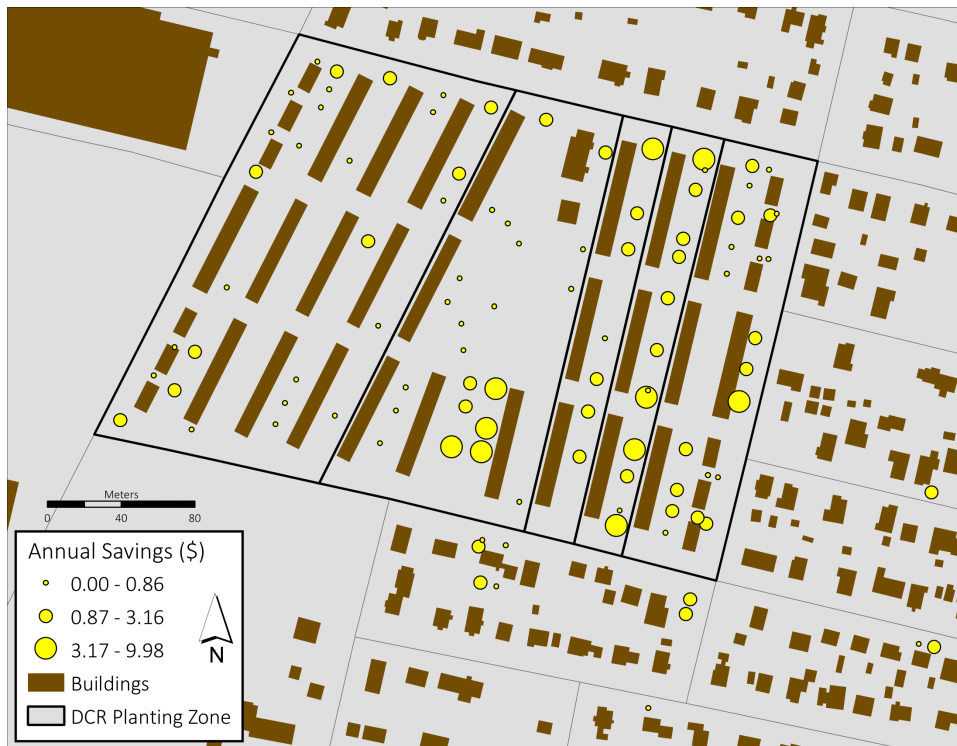 Meters
0 40 80
Annual Savings ($)
0.00 - 0.86
0.87 - 3.16
3.17 - 9.98
N
Buildings
DCR Planting Zone